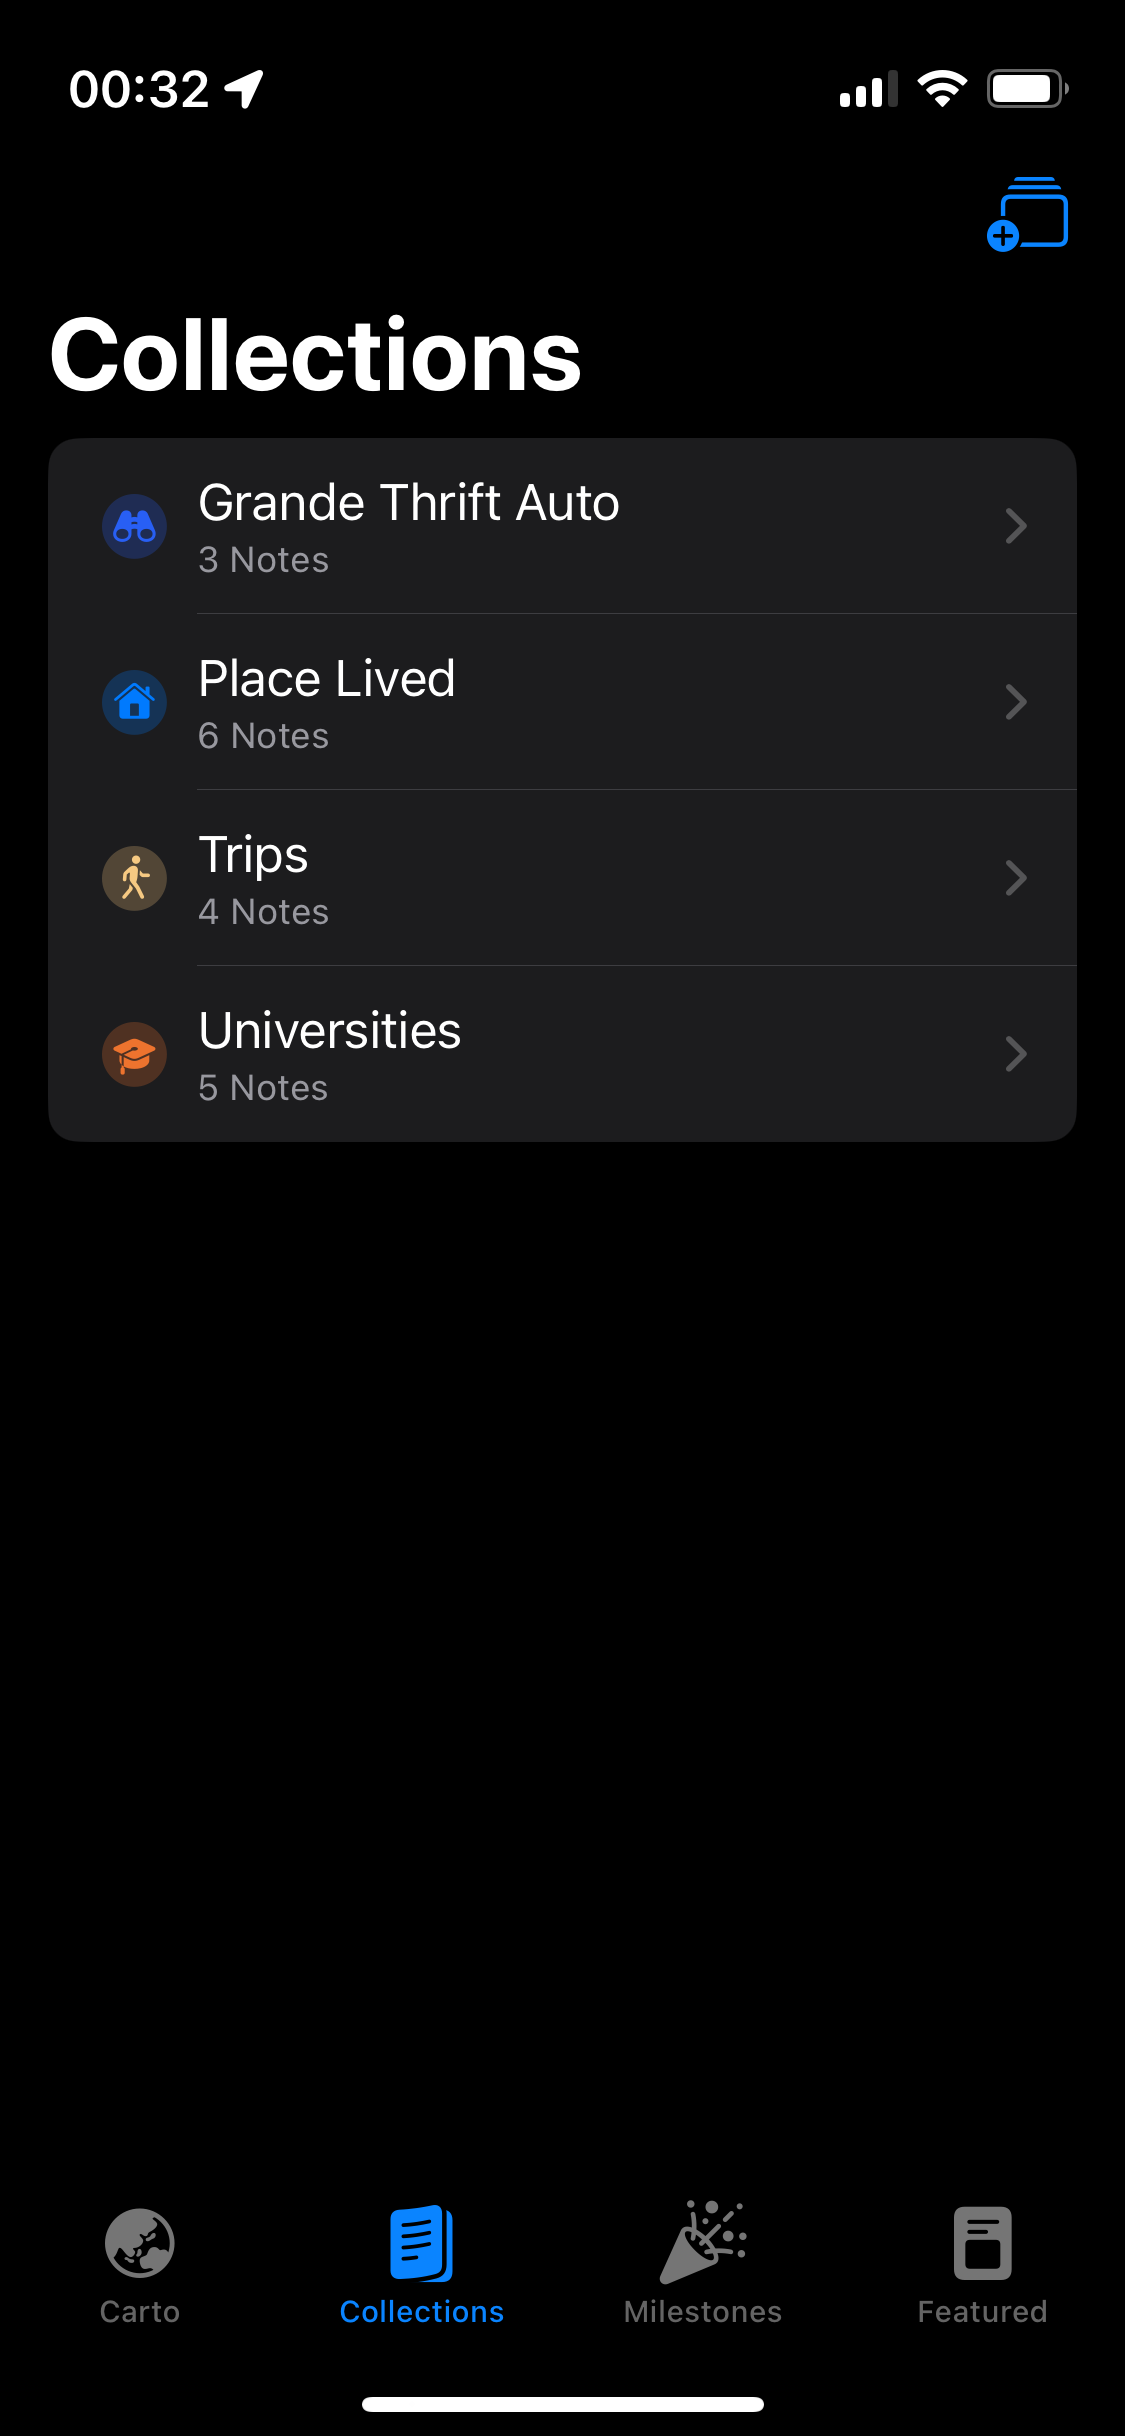 00:32
Collections
Grande Thrift Auto
3 Notes
Place Lived
6 Notes
Trips
4 Notes
Universities
5 Notes
Carto
Collections
Milestones
Featured